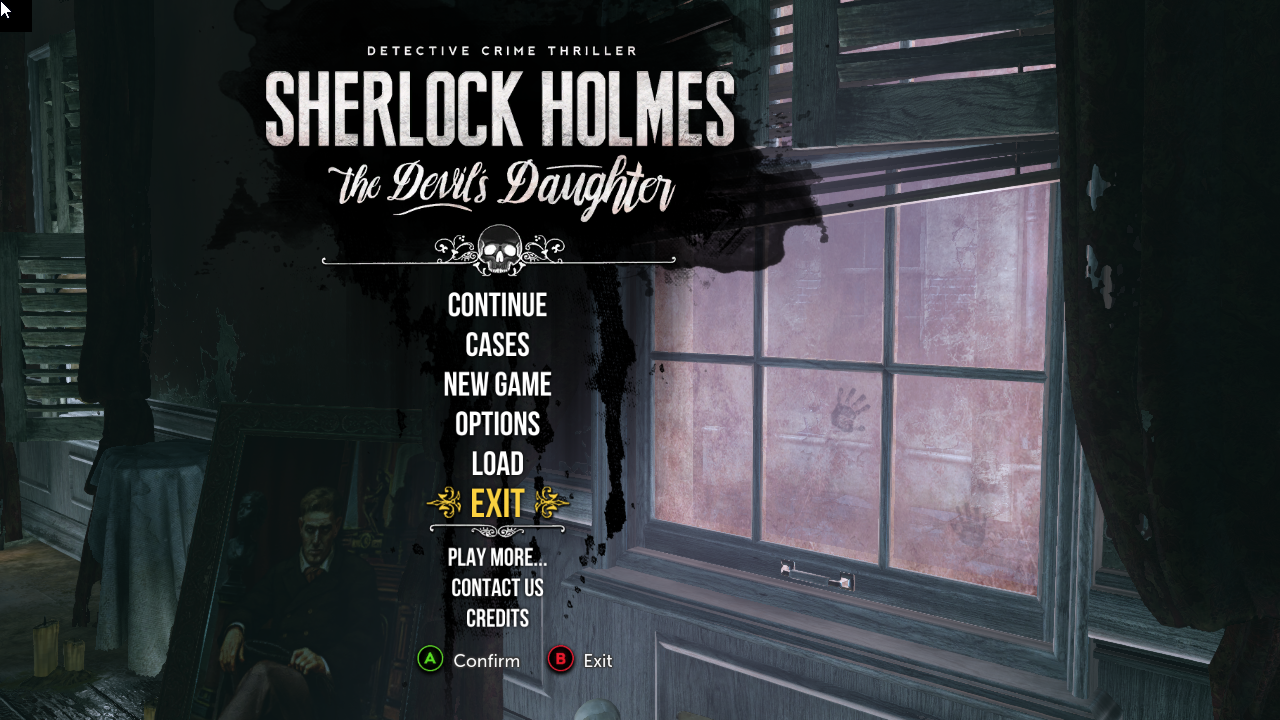 DETECTIVE CRIME THRILLER
SHERLOCK HOLMES
the Devil's Daughter
CONTINUE
CASES
NEW GAME
OPTIONS
LOAD
EXIT
PLAY MORE...
CONTACT US
CREDITS
A Confirm B Exit